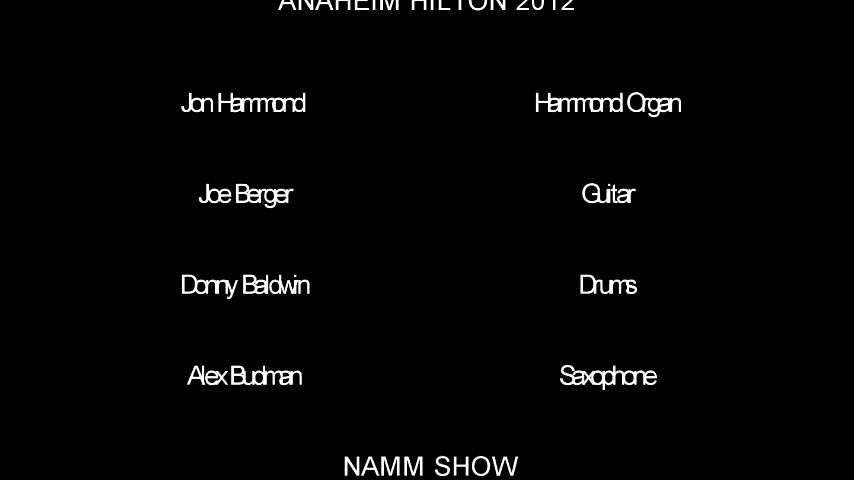 ANAHEIM HILTON 2012
Jon Hammond Hammond Organ
Joe Berger Guitar
Donny Baldwin Drums
Alex Budman Saxophone
NAMM SHOW